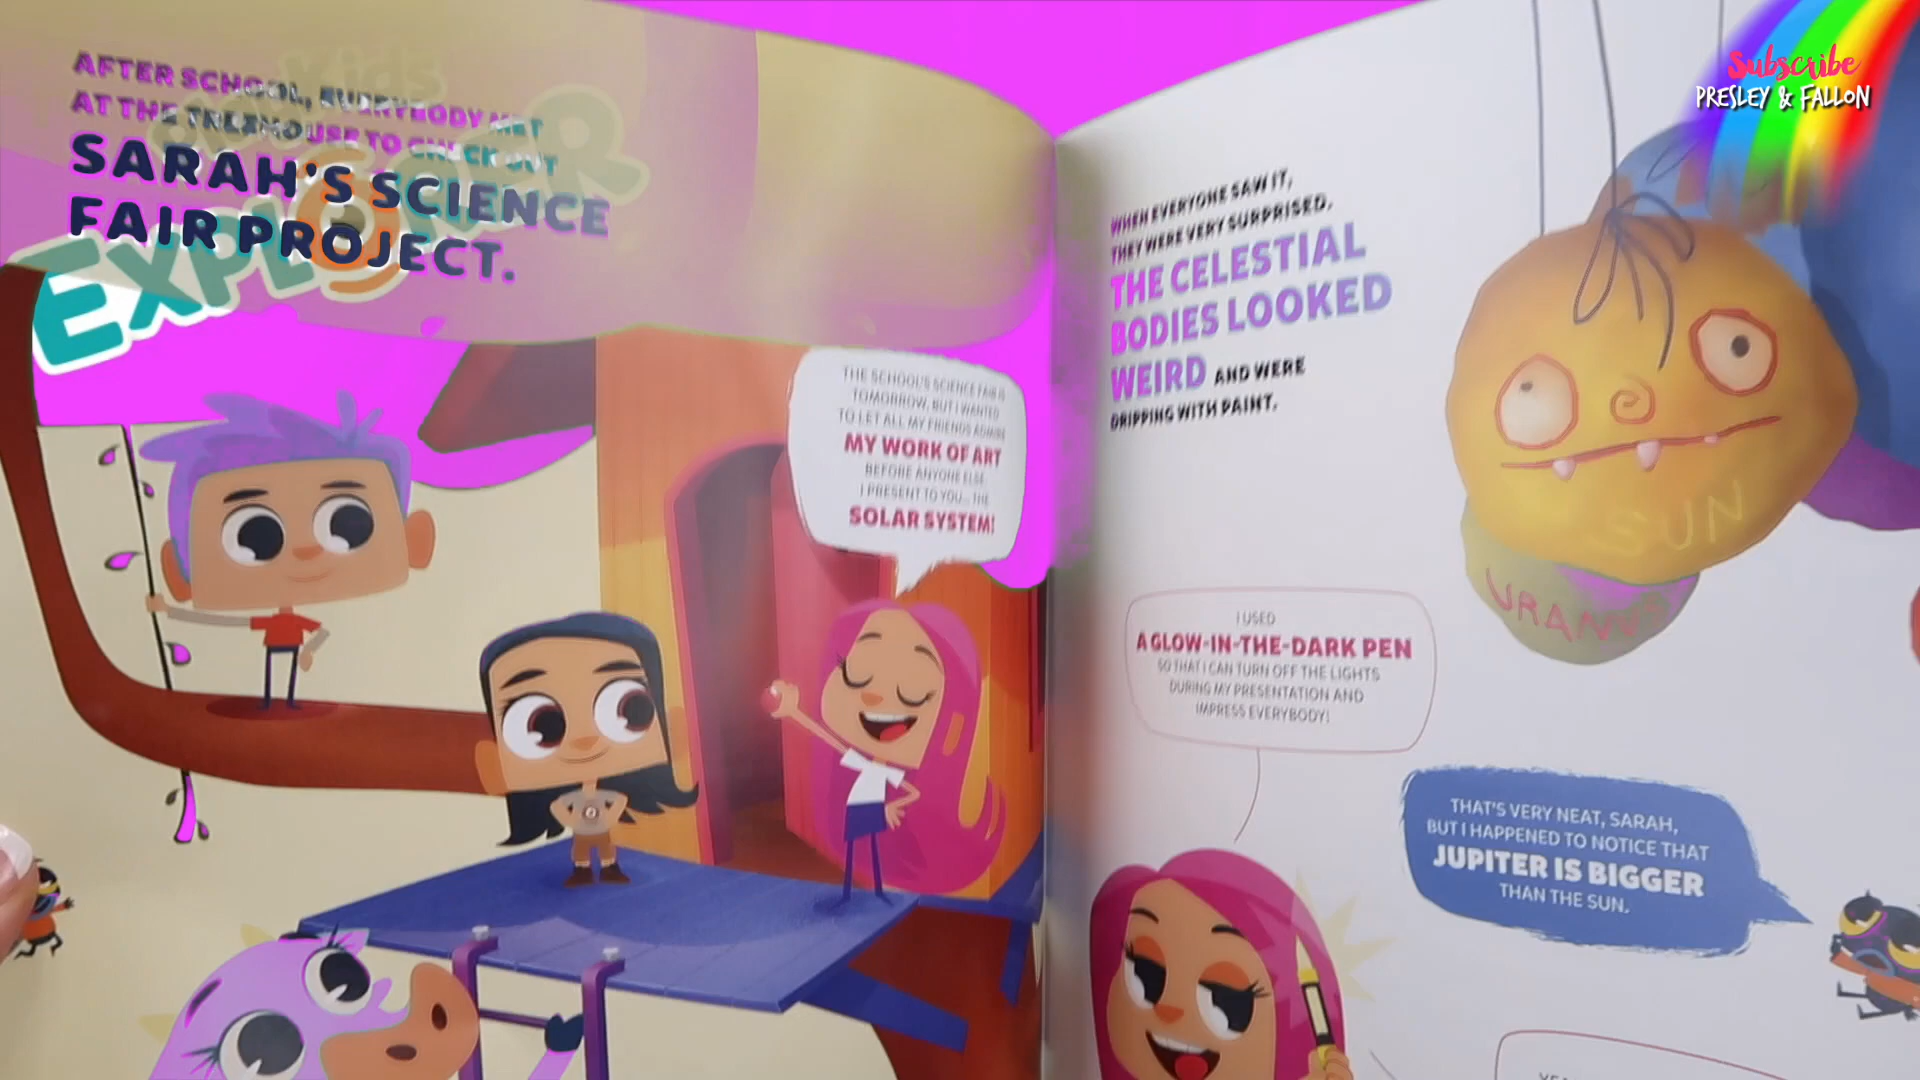 AFTER SCHOOL, EVERYBODY MET
AT THE TREEHOUSE TO CHECK OUT
SARAH'S SCIENCE
FAIR PROJECT.
Kids
EXPLORER
THE SCHOOL'S SCIENCE FAIR IS
TOMORROW, BUT I WANTED
TO LET ALL MY FRIENDS ADMIRE
MY WORK OF ART
BEFORE ANYONE ELSE.
I PRESENT TO YOU... THE
SOLAR SYSTEM!
WHEN EVERYONE SAW IT,
THEY WERE VERY SURPRISED.
THE CELESTIAL
BODIES LOOKED
WEIRD AND WERE
DRIPPING WITH PAINT.
Subscribe
PRESLEY & FALLON
SUN
URANUS
I USED
A GLOW-IN-THE-DARK PEN
SO THAT I CAN TURN OFF THE LIGHTS
DURING MY PRESENTATION AND
IMPRESS EVERYBODY!
THAT'S VERY NEAT, SARAH,
BUT I HAPPENED TO NOTICE THAT
JUPITER IS BIGGER
THAN THE SUN.